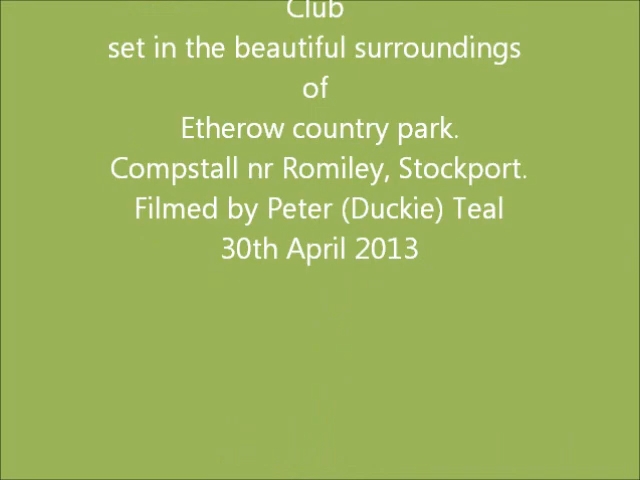 Club
set in the beautiful surroundings
of
Etherow country park.
Compstall nr Romiley, Stockport.
Filmed by Peter (Duckie) Teal
30th April 2013